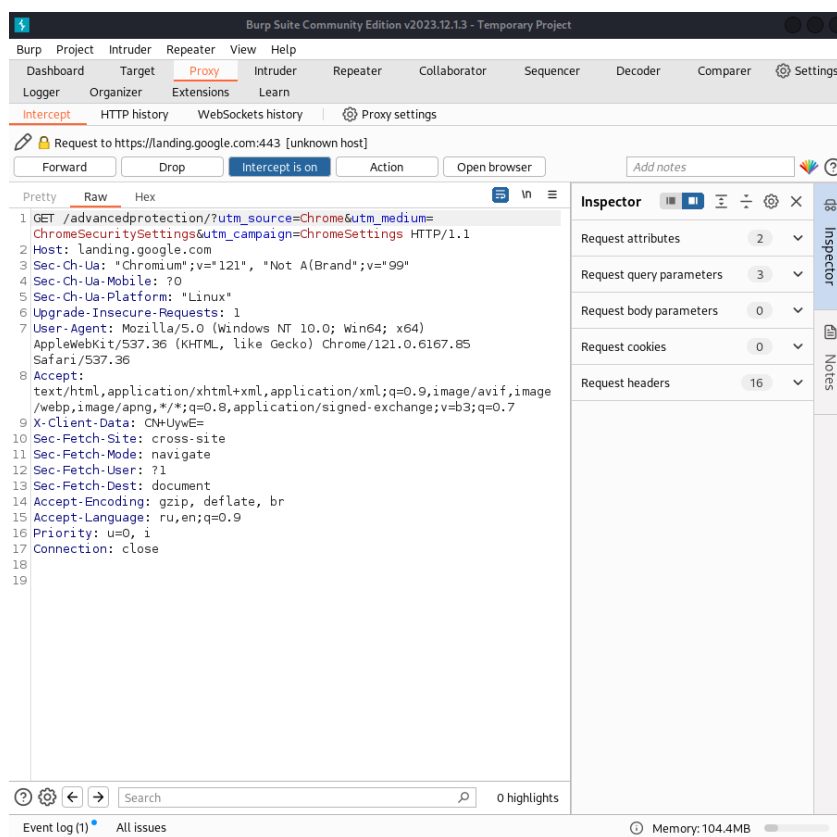 Burp Suite Community Edition v2023.12.1.3 - Temporary Project
Burp Project Intruder Repeater View Help
Dashboard Target Proxy Intruder Repeater Collaborator Sequencer Decoder Comparer Settings
Logger Organizer Extensions Learn
Intercept HTTP history WebSockets history Proxy settings
Request to https://landing.google.com:443 [unknown host]
Forward Drop Intercept is on Action Open browser Add notes
Pretty Raw Hex \n
1 GET /advancedprotection/?utm_source=Chrome&utm_medium=
ChromeSecuritySettings&utm_campaign=ChromeSettings HTTP/1.1
2 Host: landing.google.com
3 Sec-Ch-Ua: "Chromium";v="121", "Not A(Brand";v="99"
4 Sec-Ch-Ua-Mobile: ?0
5 Sec-Ch-Ua-Platform: "Linux"
6 Upgrade-Insecure-Requests: 1
7 User-Agent: Mozilla/5.0 (Windows NT 10.0; Win64; x64)
AppleWebKit/537.36 (KHTML, like Gecko) Chrome/121.0.6167.85
Safari/537.36
8 Accept:
text/html,application/xhtml+xml,application/xml;q=0.9,image/avif,image
/webp,image/apng,*/*;q=0.8,application/signed-exchange;v=b3;q=0.7
9 X-Client-Data: CN+UywE=
10 Sec-Fetch-Site: cross-site
11 Sec-Fetch-Mode: navigate
12 Sec-Fetch-User: ?1
13 Sec-Fetch-Dest: document
14 Accept-Encoding: gzip, deflate, br
15 Accept-Language: ru,en;q=0.9
16 Priority: u=0, i
17 Connection: close
18
19
Inspector
Request attributes 2
Request query parameters 3
Request body parameters 0
Request cookies 0
Request headers 16
Inspector
Notes
Search 0 highlights
Event log (1) All issues Memory: 104.4MB